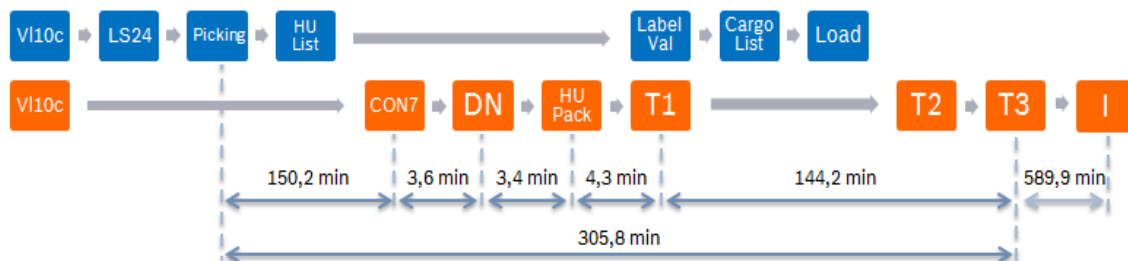 Vl10c
LS24
Picking
HU
List
Label
Val
Cargo
List
Load
Vl10c
CON7
DN
HU
Pack
T1
T2
T3
I
150,2 min
3,6 min
3,4 min
4,3 min
144,2 min
589,9 min
305,8 min